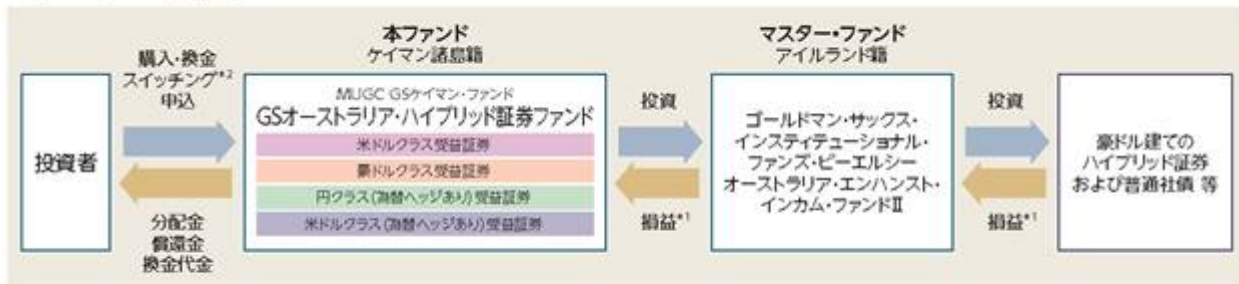 投資者
購入・換金
スイッチング*2
申込
分配金
償還金
換金代金
本ファンド
ケイマン諸島籍
MUGC GSケイマン・ファンド
GSオーストラリア・ハイブリッド証券ファンド
米ドルクラス受益証券
豪ドルクラス受益証券
円クラス(為替ヘッジあり)受益証券
米ドルクラス(為替ヘッジあり)受益証券
投資
損益*1
マスター・ファンド
アイルランド籍
ゴールドマン・サックス・
インスティテューショナル・
ファンズ・ピーエルシー
オーストラリア・エンハンスト・
インカム・ファンドⅡ
投資
損益*1
豪ドル建ての
ハイブリッド証券
および普通社債 等